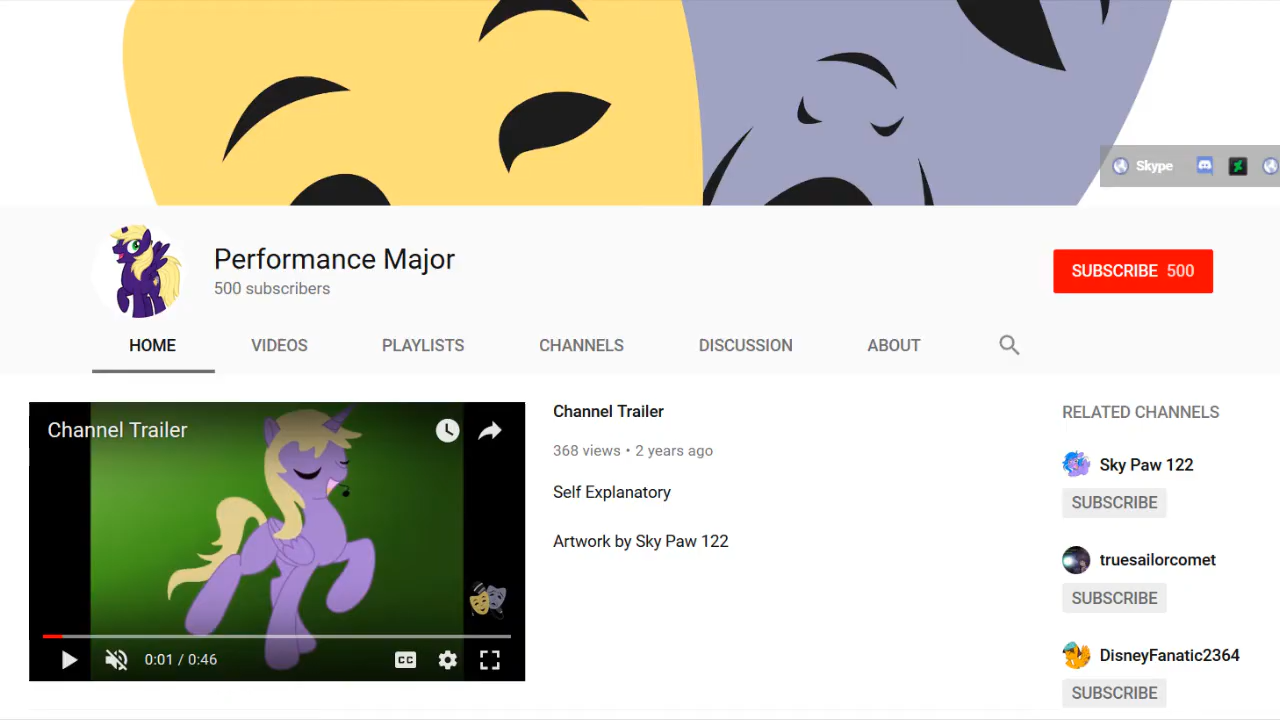 Skype
Performance Major
500 subscribers
SUBSCRIBE 500
HOME VIDEOS PLAYLISTS CHANNELS DISCUSSION ABOUT
Channel Trailer
0:01 / 0:46
CC
Channel Trailer
368 views • 2 years ago
Self Explanatory
Artwork by Sky Paw 122
RELATED CHANNELS
Sky Paw 122
SUBSCRIBE
truesailorcomet
SUBSCRIBE
DisneyFanatic2364
SUBSCRIBE